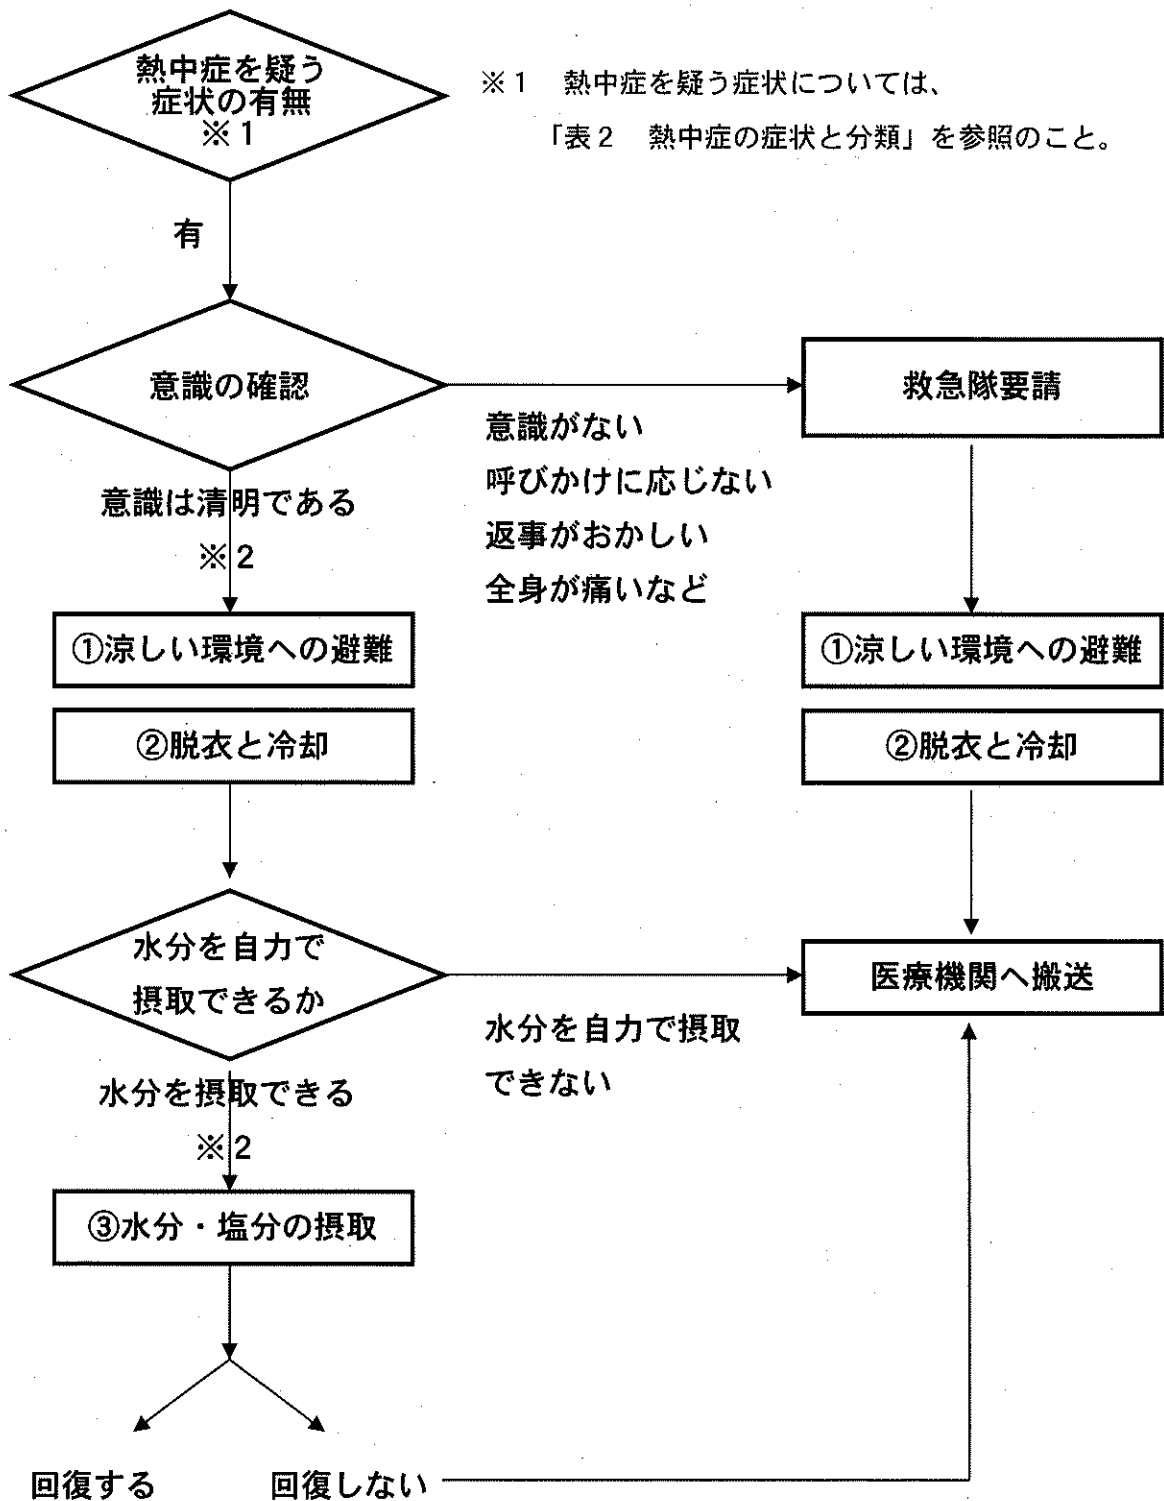 熱中症を疑う
症状の有無
※1
※1　熱中症を疑う症状については、
「表2　熱中症の症状と分類」を参照のこと。
有
意識の確認
救急隊要請
意識がない
呼びかけに応じない
返事がおかしい
全身が痛いなど
意識は清明である
※2
①涼しい環境への避難
①涼しい環境への避難
②脱衣と冷却
②脱衣と冷却
水分を自力で
摂取できるか
医療機関へ搬送
水分を自力で摂取
できない
水分を摂取できる
※2
③水分・塩分の摂取
回復する
回復しない